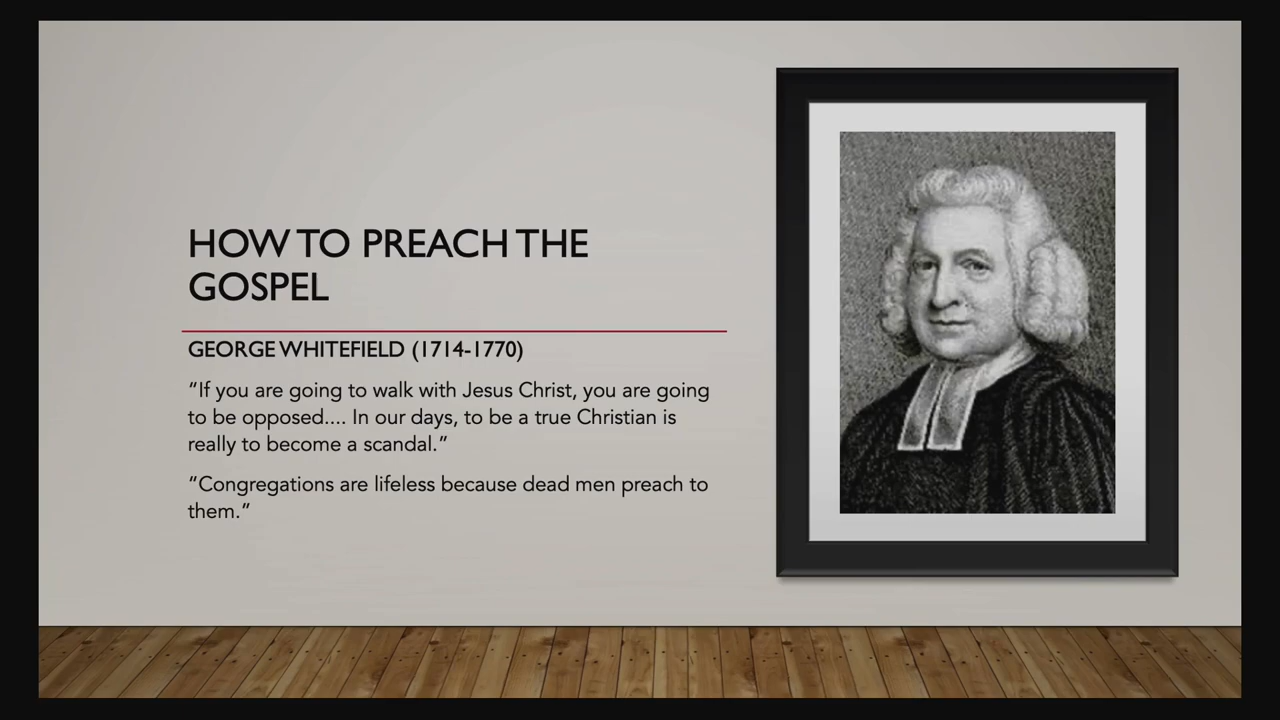 HOW TO PREACH THE
GOSPEL
GEORGE WHITEFIELD (1714-1770)
“If you are going to walk with Jesus Christ, you are going
to be opposed.... In our days, to be a true Christian is
really to become a scandal.”
“Congregations are lifeless because dead men preach to
them.”